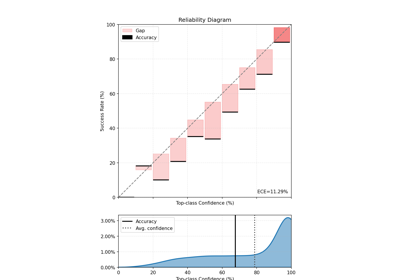 Reliability Diagram
100
80
60
40
20
0
Success Rate (%)
Gap
Accuracy
ECE=11.29%
Top-class Confidence (%)
3.00%
2.00%
1.00%
0.00%
Accuracy
Avg. confidence
0 20 40 60 80 100
Top-class Confidence (%)